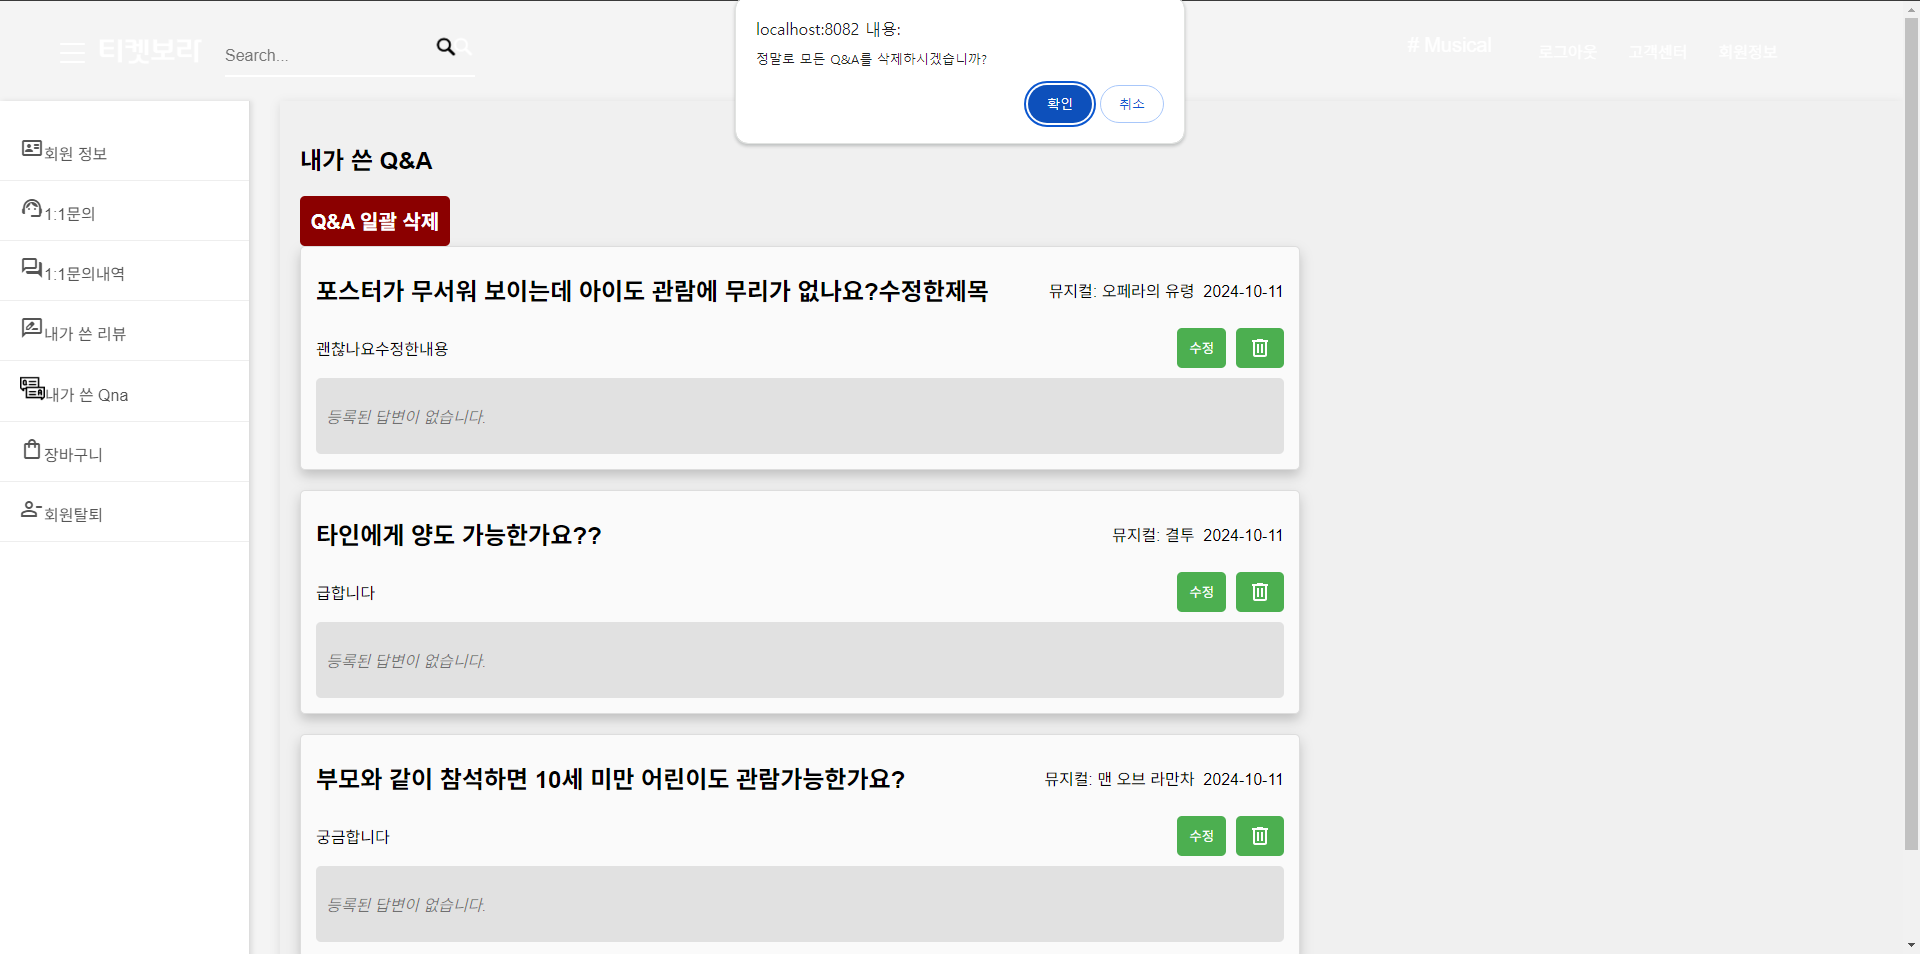 localhost:8082 내용:
정말로 모든 Q&A를 삭제하시겠습니까?
확인 취소
티켓보라 Search...
# Musical 로그아웃 고객센터 회원정보
회원 정보
1:1문의
1:1문의내역
내가 쓴 리뷰
내가 쓴 Qna
장바구니
회원탈퇴
내가 쓴 Q&A
Q&A 일괄 삭제
포스터가 무서워 보이는데 아이도 관람에 무리가 없나요?수정한제목 뮤지컬: 오페라의 유령 2024-10-11
괜찮나요수정한내용 수정
등록된 답변이 없습니다.
타인에게 양도 가능한가요?? 뮤지컬: 결투 2024-10-11
급합니다 수정
등록된 답변이 없습니다.
부모와 같이 참석하면 10세 미만 어린이도 관람가능한가요? 뮤지컬: 맨 오브 라만차 2024-10-11
궁금합니다 수정
등록된 답변이 없습니다.